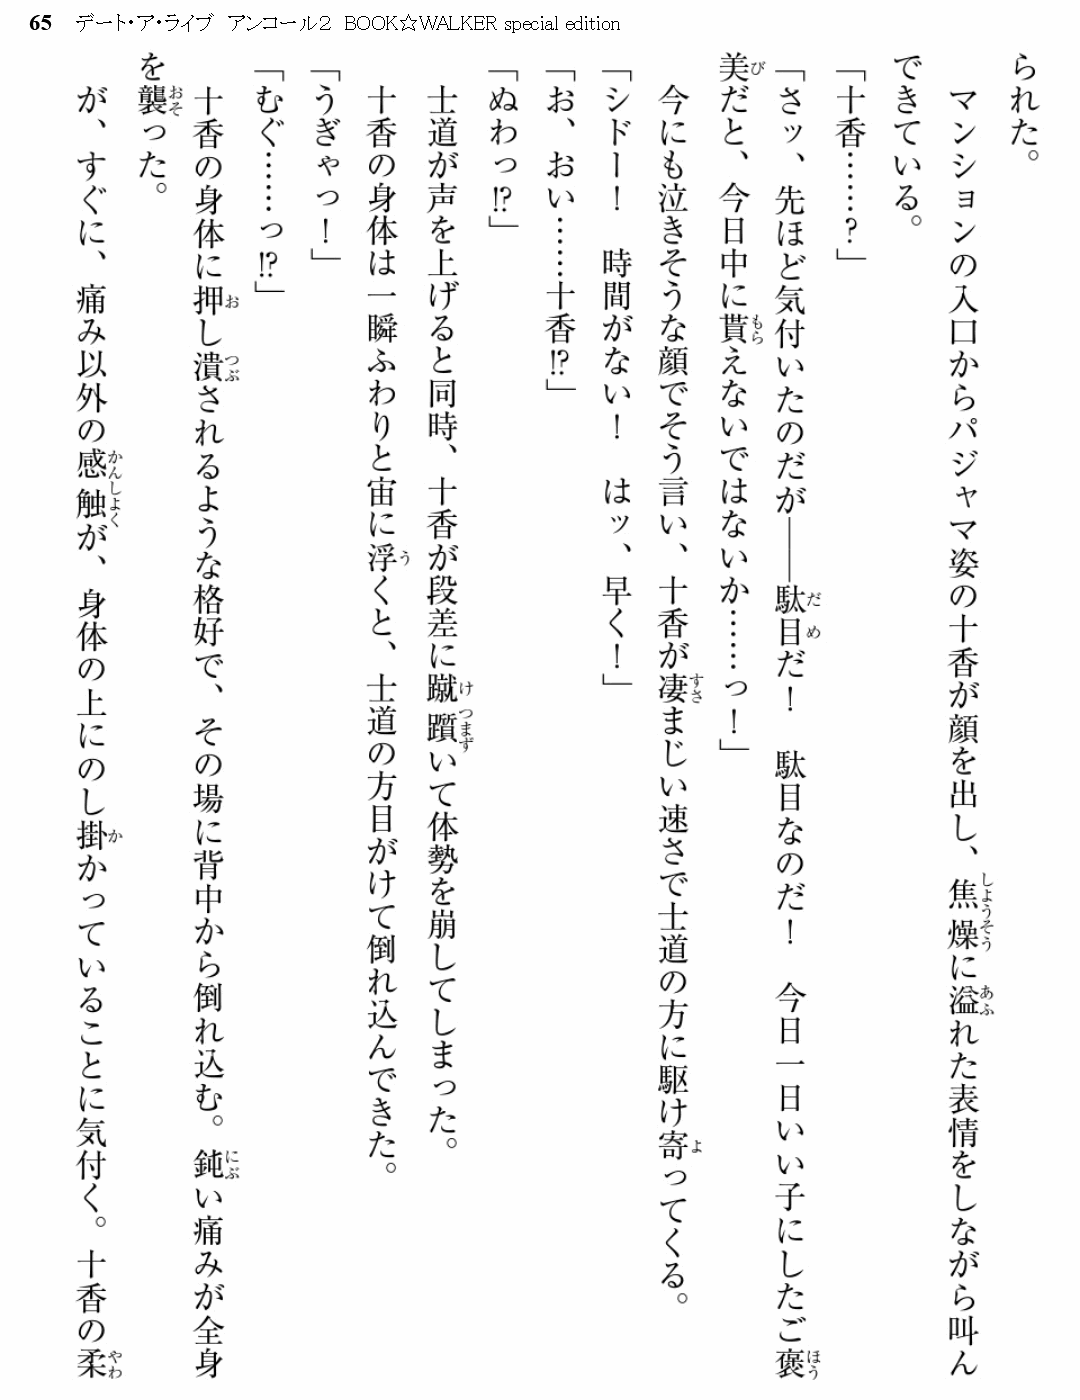 65 デート・ア・ライブ アンコール2 BOOK☆WALKER special edition
られた。
　マンションの入口からパジャマ姿の十香が顔を出し、焦燥に溢れた表情をしながら叫ん
できている。
「十香……？」
「さッ、先ほど気付いたのだが――駄目だ！　駄目なのだ！　今日一日いい子にしたご褒
美だと、今日中に貰えないではないか……っ！」
　今にも泣きそうな顔でそう言い、十香が凄まじい速さで士道の方に駆け寄ってくる。
「シドー！　時間がない！　はッ、早く！」
「お、おい……十香!?」
「ぬわっ!?」
　士道が声を上げると同時、十香が段差に蹴躓いて体勢を崩してしまった。
　十香の身体は一瞬ふわりと宙に浮くと、士道の方目がけて倒れ込んできた。
「うぎゃっ！」
「むぐ……っ!?」
　十香の身体に押し潰されるような格好で、その場に背中から倒れ込む。鈍い痛みが全身
を襲った。
　が、すぐに、痛み以外の感触が、身体の上にのし掛かっていることに気付く。十香の柔